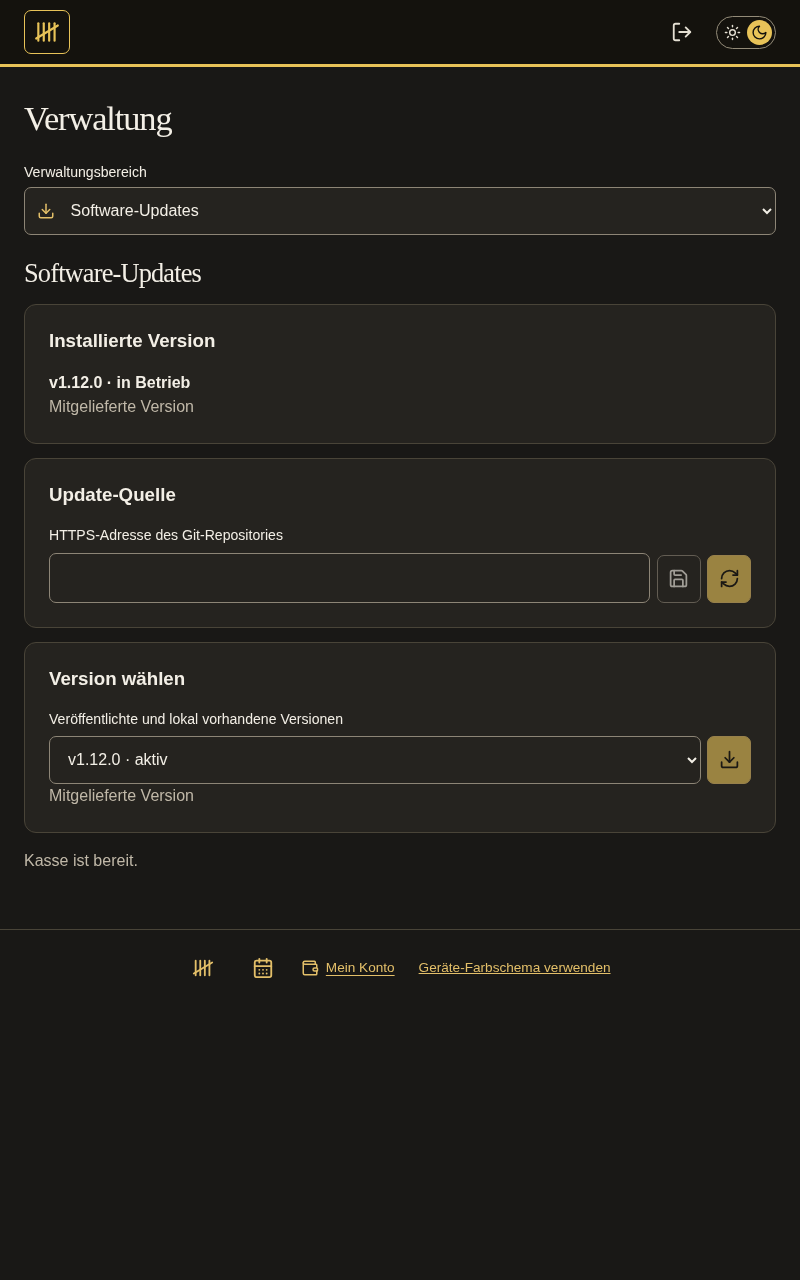 Verwaltung
Verwaltungsbereich
Software-Updates
Software-Updates
Installierte Version
v1.12.0 · in Betrieb
Mitgelieferte Version
Update-Quelle
HTTPS-Adresse des Git-Repositories
Version wählen
Veröffentlichte und lokal vorhandene Versionen
v1.12.0 · aktiv
Mitgelieferte Version
Kasse ist bereit.
Mein Konto Geräte-Farbschema verwenden